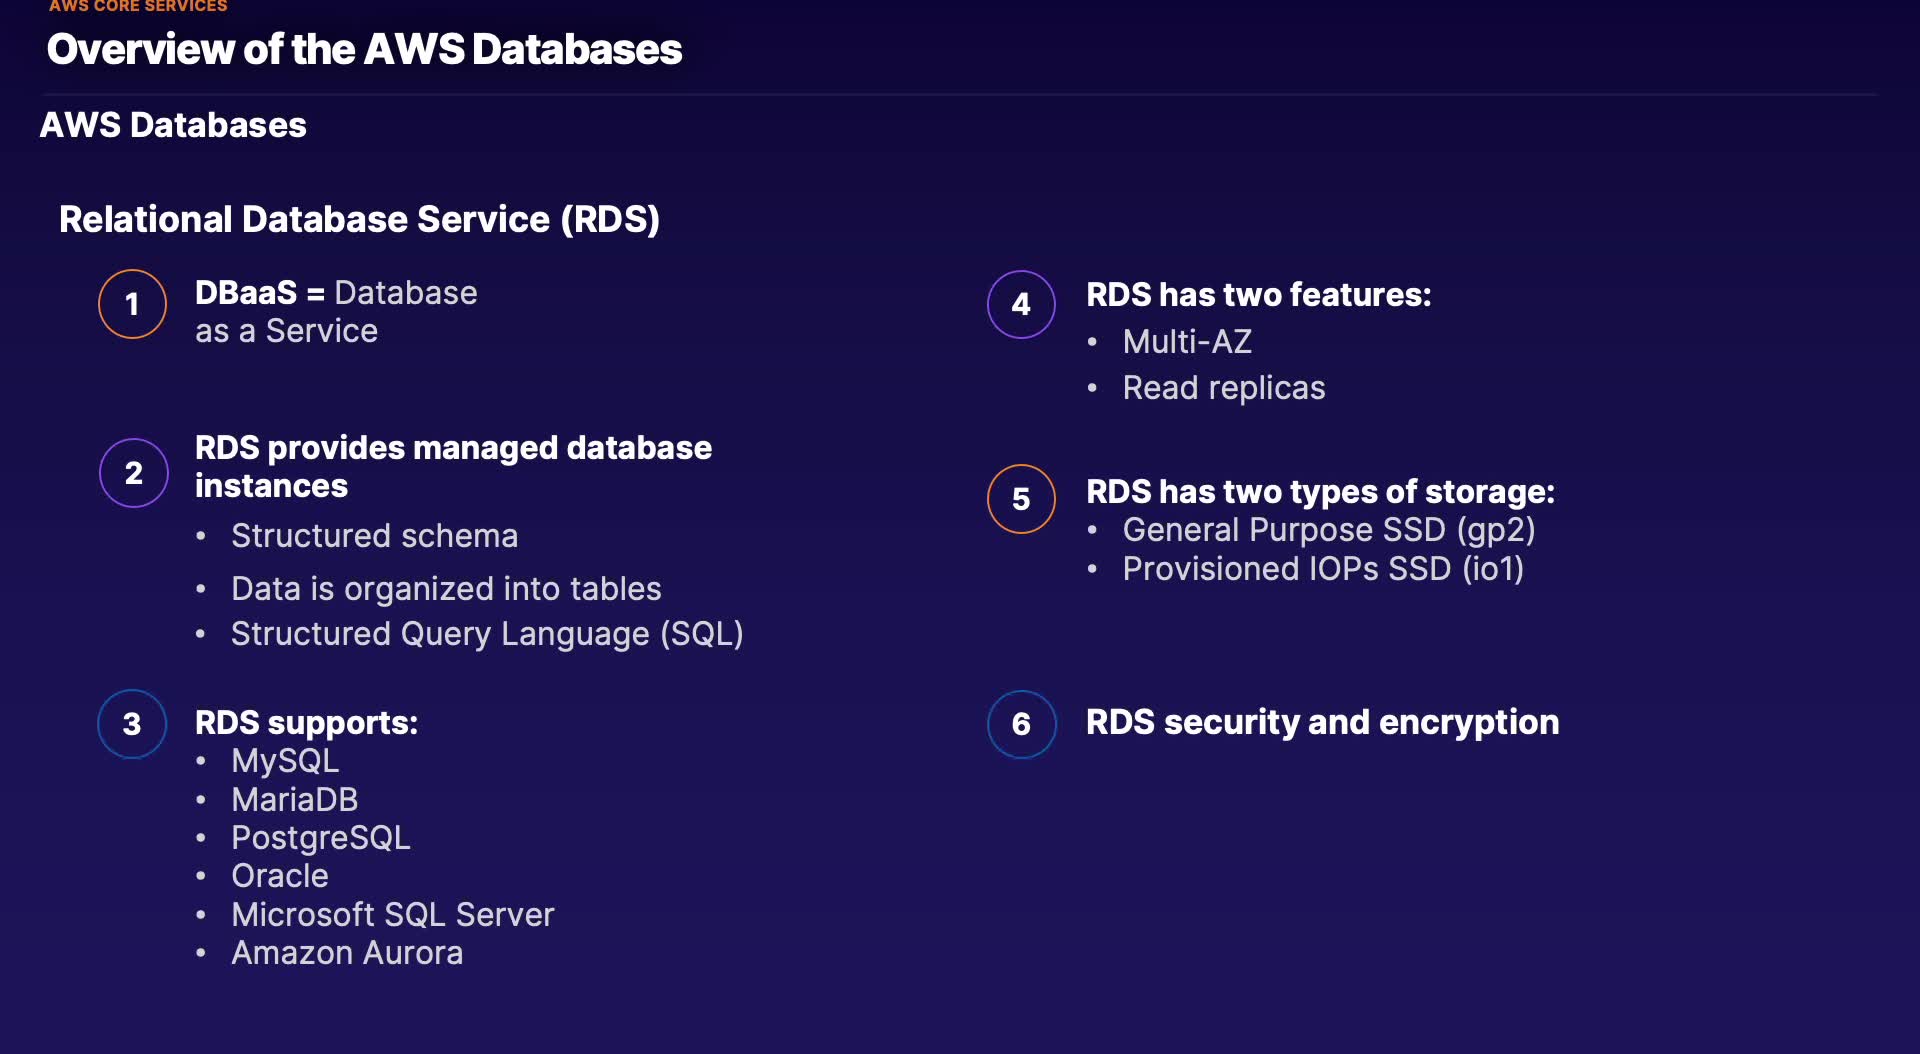 AWS CORE SERVICES
Overview of the AWS Databases
AWS Databases
Relational Database Service (RDS)
1
DBaaS = Database
as a Service
2
RDS provides managed database
instances
• Structured schema
• Data is organized into tables
• Structured Query Language (SQL)
3
RDS supports:
• MySQL
• MariaDB
• PostgreSQL
• Oracle
• Microsoft SQL Server
• Amazon Aurora
4
RDS has two features:
• Multi-AZ
• Read replicas
5
RDS has two types of storage:
• General Purpose SSD (gp2)
• Provisioned IOPs SSD (io1)
6
RDS security and encryption